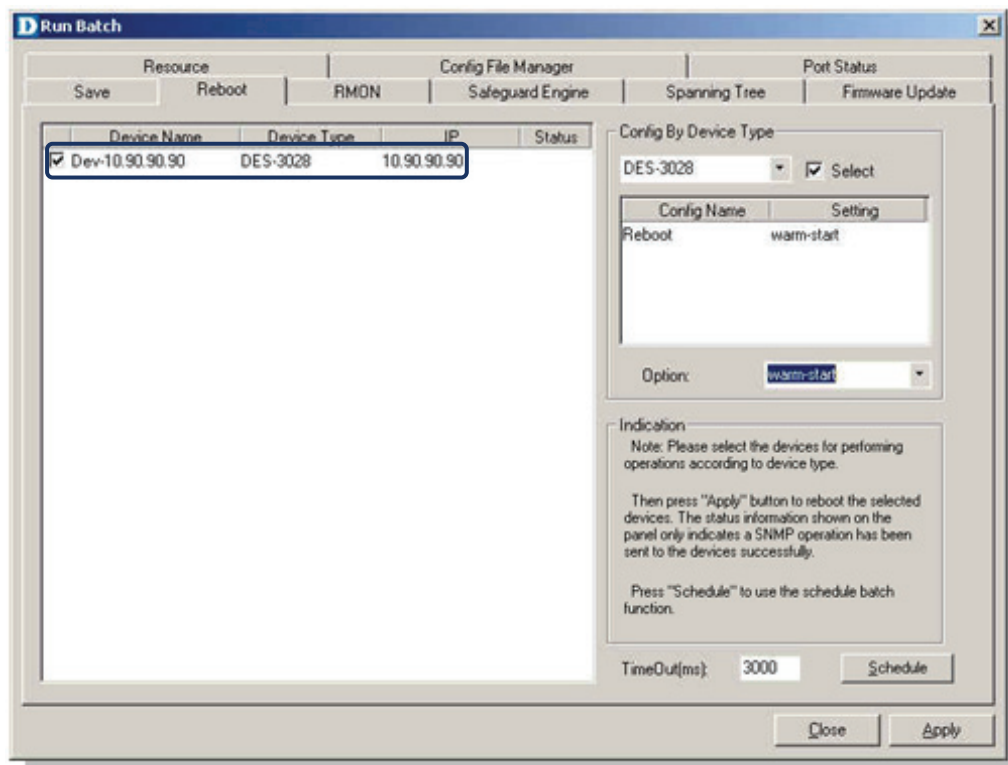 D Run Batch
Resource Config File Manager Port Status
Save Reboot RMON Safeguard Engine Spanning Tree Firmware Update
Device Name Device Type IP Status
Dev-10.90.90.90 DES-3028 10.90.90.90
Config By Device Type
DES-3028 Select
Config Name Setting
Reboot warm-start
Option: warm-start
Indication
Note: Please select the devices for performing
operations according to device type.
Then press "Apply" button to reboot the selected
devices. The status information shown on the
panel only indicates a SNMP operation has been
sent to the devices successfully.
Press "Schedule" to use the schedule batch
function.
TimeOut(ms): 3000 Schedule
Close Apply